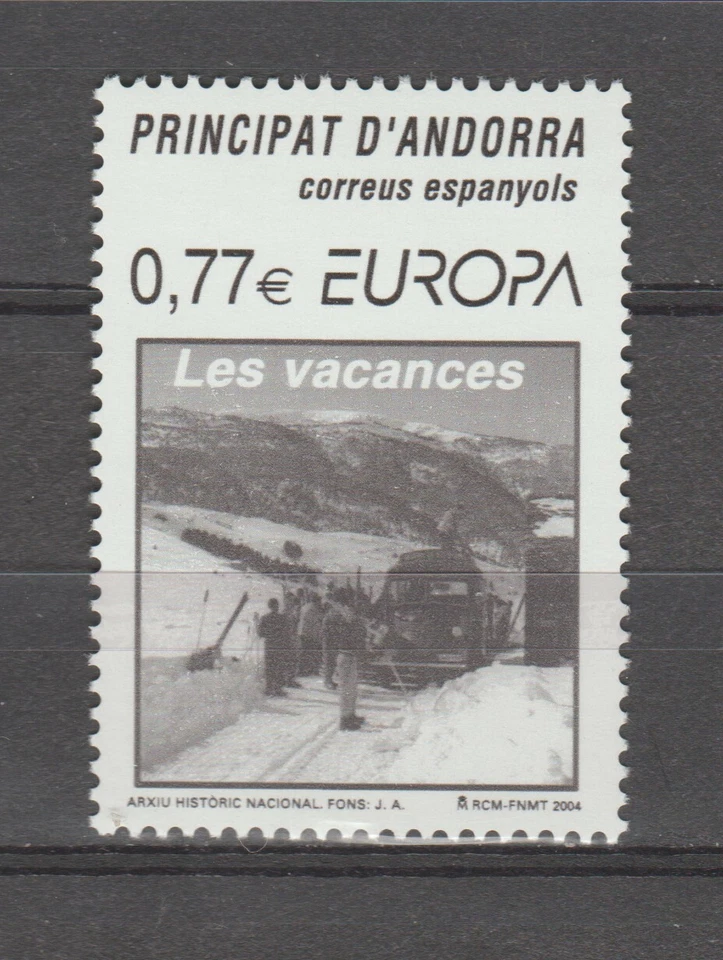 PRINCIPAT D'ANDORRA
correus espanyols
0,77€ EUROPA
Les vacances
ARXIU HISTÒRIC NACIONAL. FONS: J. A. M RCM-FNMT 2004